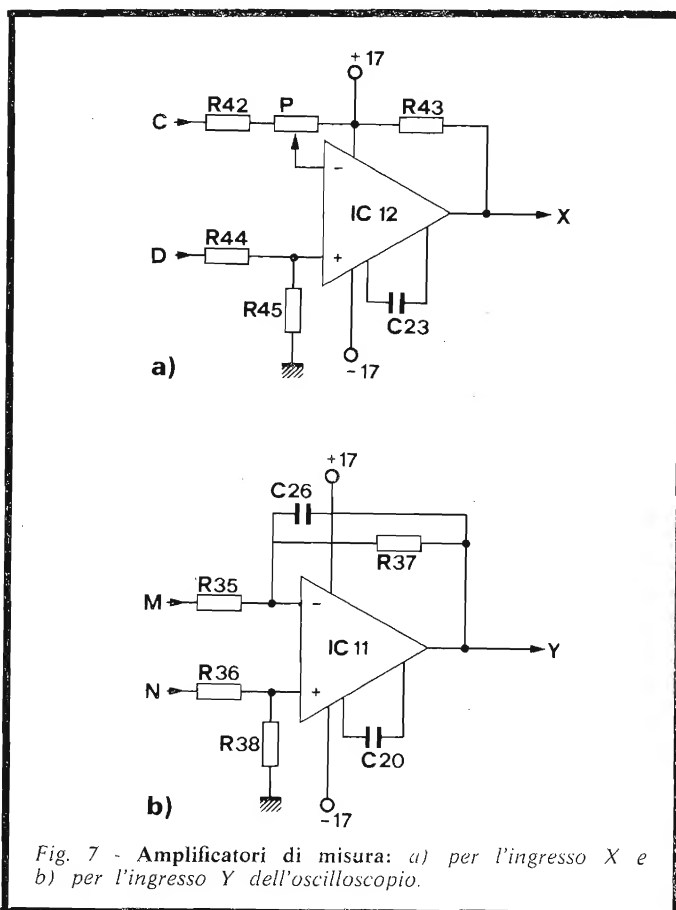 +17
R42 P R43
C
-
IC 12
X
R44
D
+
R45
C23
-17
a)
+17
C26
R37
R35
M
-
IC 11
Y
R36
N
+
R38
C20
-17
b)
Fig. 7 - Amplificatori di misura: a) per l'ingresso X e
b) per l'ingresso Y dell'oscilloscopio.